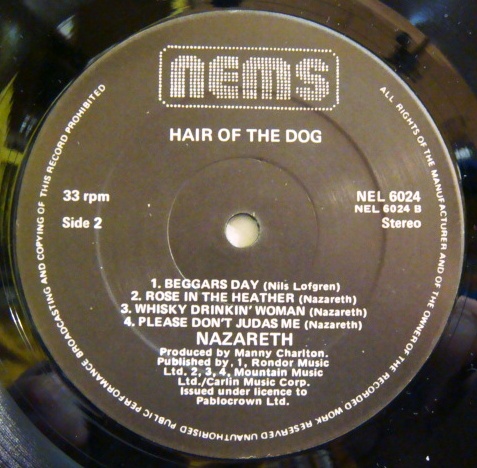 nems
HAIR OF THE DOG
33 rpm
Side 2
NEL 6024
NEL 6024 B
Stereo
1. BEGGARS DAY (Nils Lofgren)
2. ROSE IN THE HEATHER (Nazareth)
3. WHISKY DRINKIN' WOMAN (Nazareth)
4. PLEASE DON'T JUDAS ME (Nazareth)
NAZARETH
Produced by Manny Charlton.
Published by, 1, Rondor Music
Ltd. 2, 3, 4, Mountain Music
Ltd./Carlin Music Corp.
Issued under licence to
Pablocrown Ltd.
ALL RIGHTS OF THE MANUFACTURER AND OF THE OWNER OF THE RECORDED WORK RESERVED UNAUTHORISED PUBLIC PERFORMANCE BROADCASTING AND COPYING OF THIS RECORD PROHIBITED